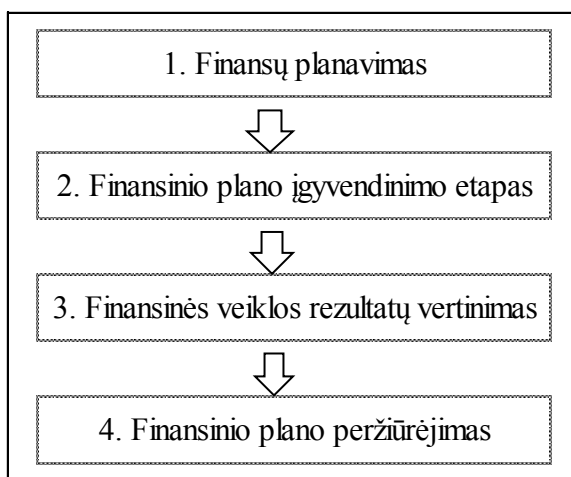 1. Finansų planavimas
2. Finansinio plano įgyvendinimo etapas
3. Finansinės veiklos rezultatų vertinimas
4. Finansinio plano peržiūrėjimas